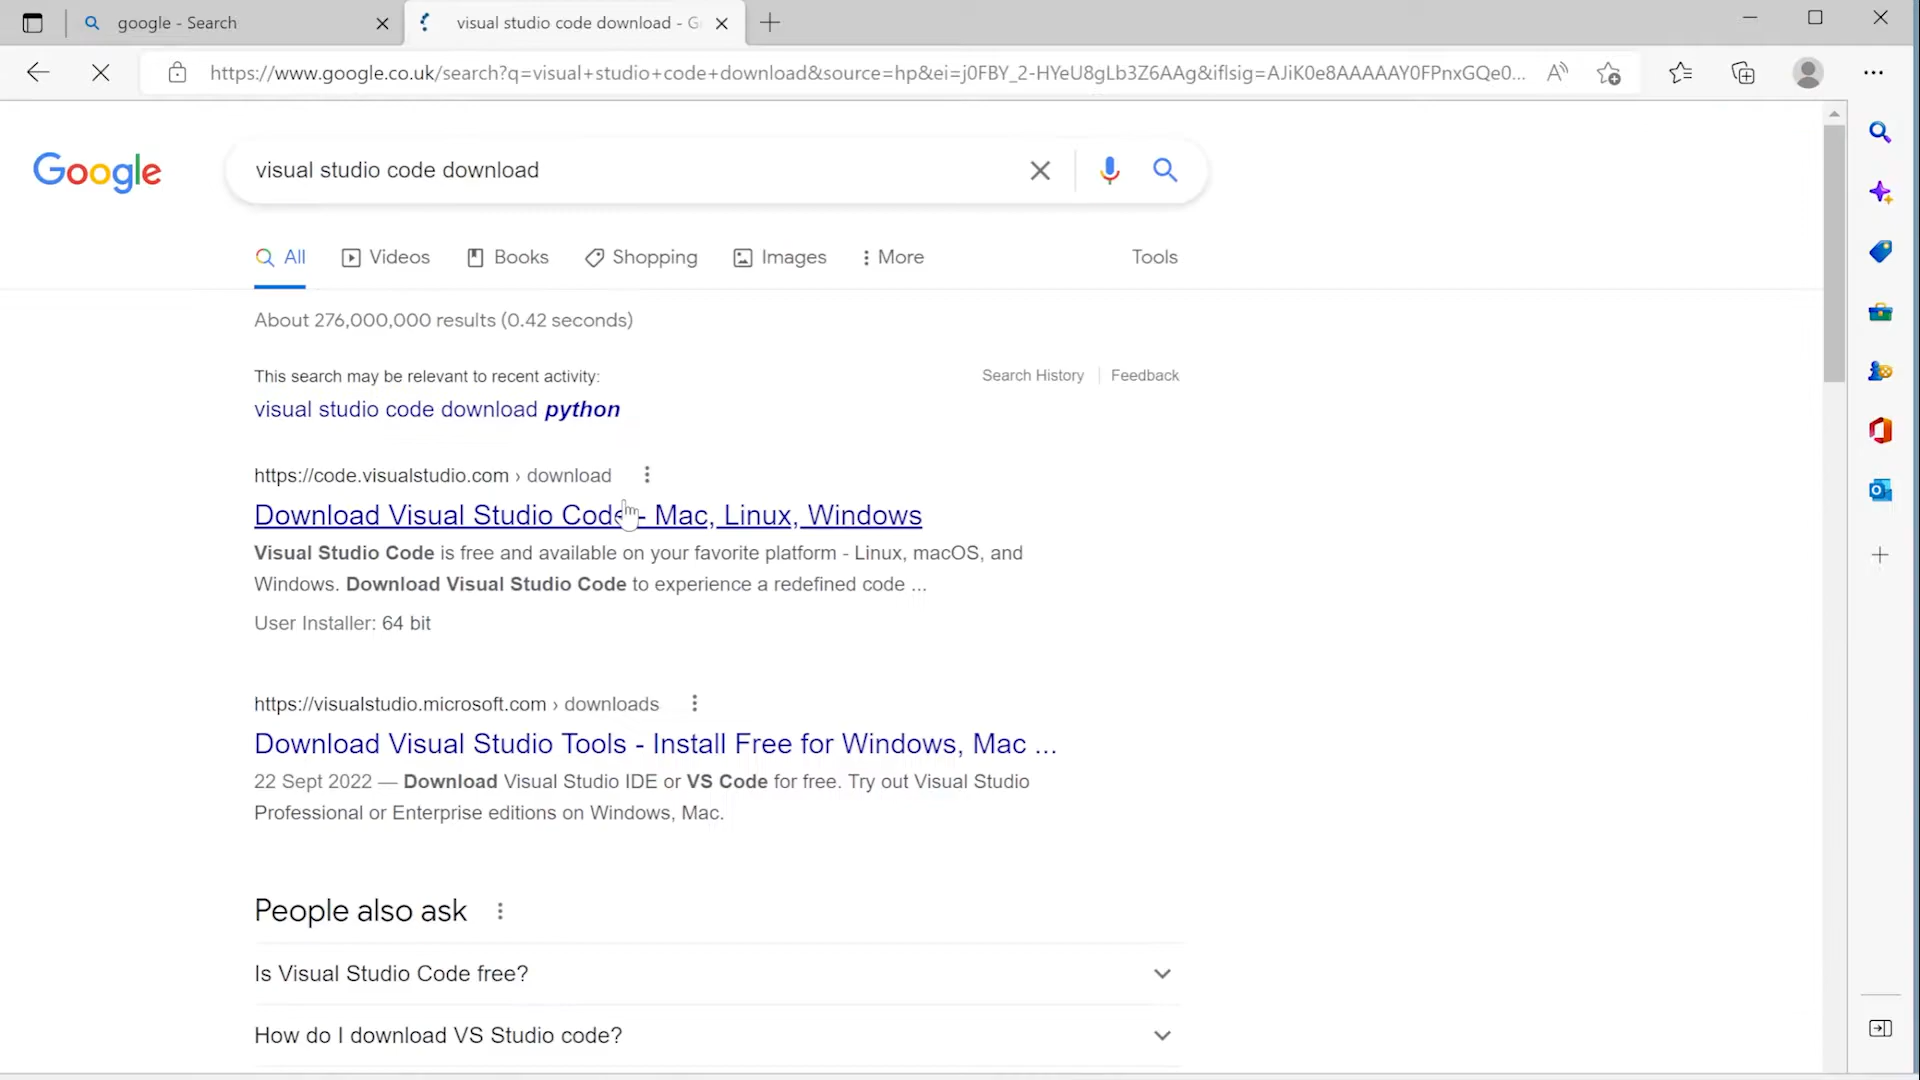 google - Search
visual studio code download - G
https://www.google.co.uk/search?q=visual+studio+code+download&source=hp&ei=j0FBY_2-HYeU8gLb3Z6AAg&iflsig=AJiK0e8AAAAAY0FPnxGQe0...
Google
visual studio code download
All Videos Books Shopping Images More Tools
About 276,000,000 results (0.42 seconds)
This search may be relevant to recent activity: Search History Feedback
visual studio code download python
https://code.visualstudio.com › download
Download Visual Studio Code - Mac, Linux, Windows
Visual Studio Code is free and available on your favorite platform - Linux, macOS, and
Windows. Download Visual Studio Code to experience a redefined code ...
User Installer: 64 bit
https://visualstudio.microsoft.com › downloads
Download Visual Studio Tools - Install Free for Windows, Mac ...
22 Sept 2022 — Download Visual Studio IDE or VS Code for free. Try out Visual Studio
Professional or Enterprise editions on Windows, Mac.
People also ask
Is Visual Studio Code free?
How do I download VS Studio code?